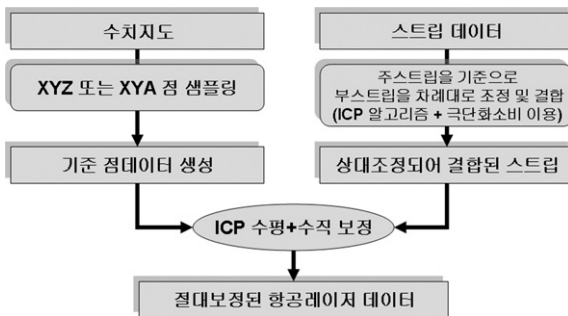 수치지도
스트립 데이터
XYZ 또는 XYA 점 샘플링
주스트립을 기준으로
부스트립을 차례대로 조정 및 결합
(ICP 알고리즘 + 극단화소비 이용)
기준 점데이터 생성
상대조정되어 결합된 스트립
ICP 수평+수직 보정
절대보정된 항공레이저 데이터